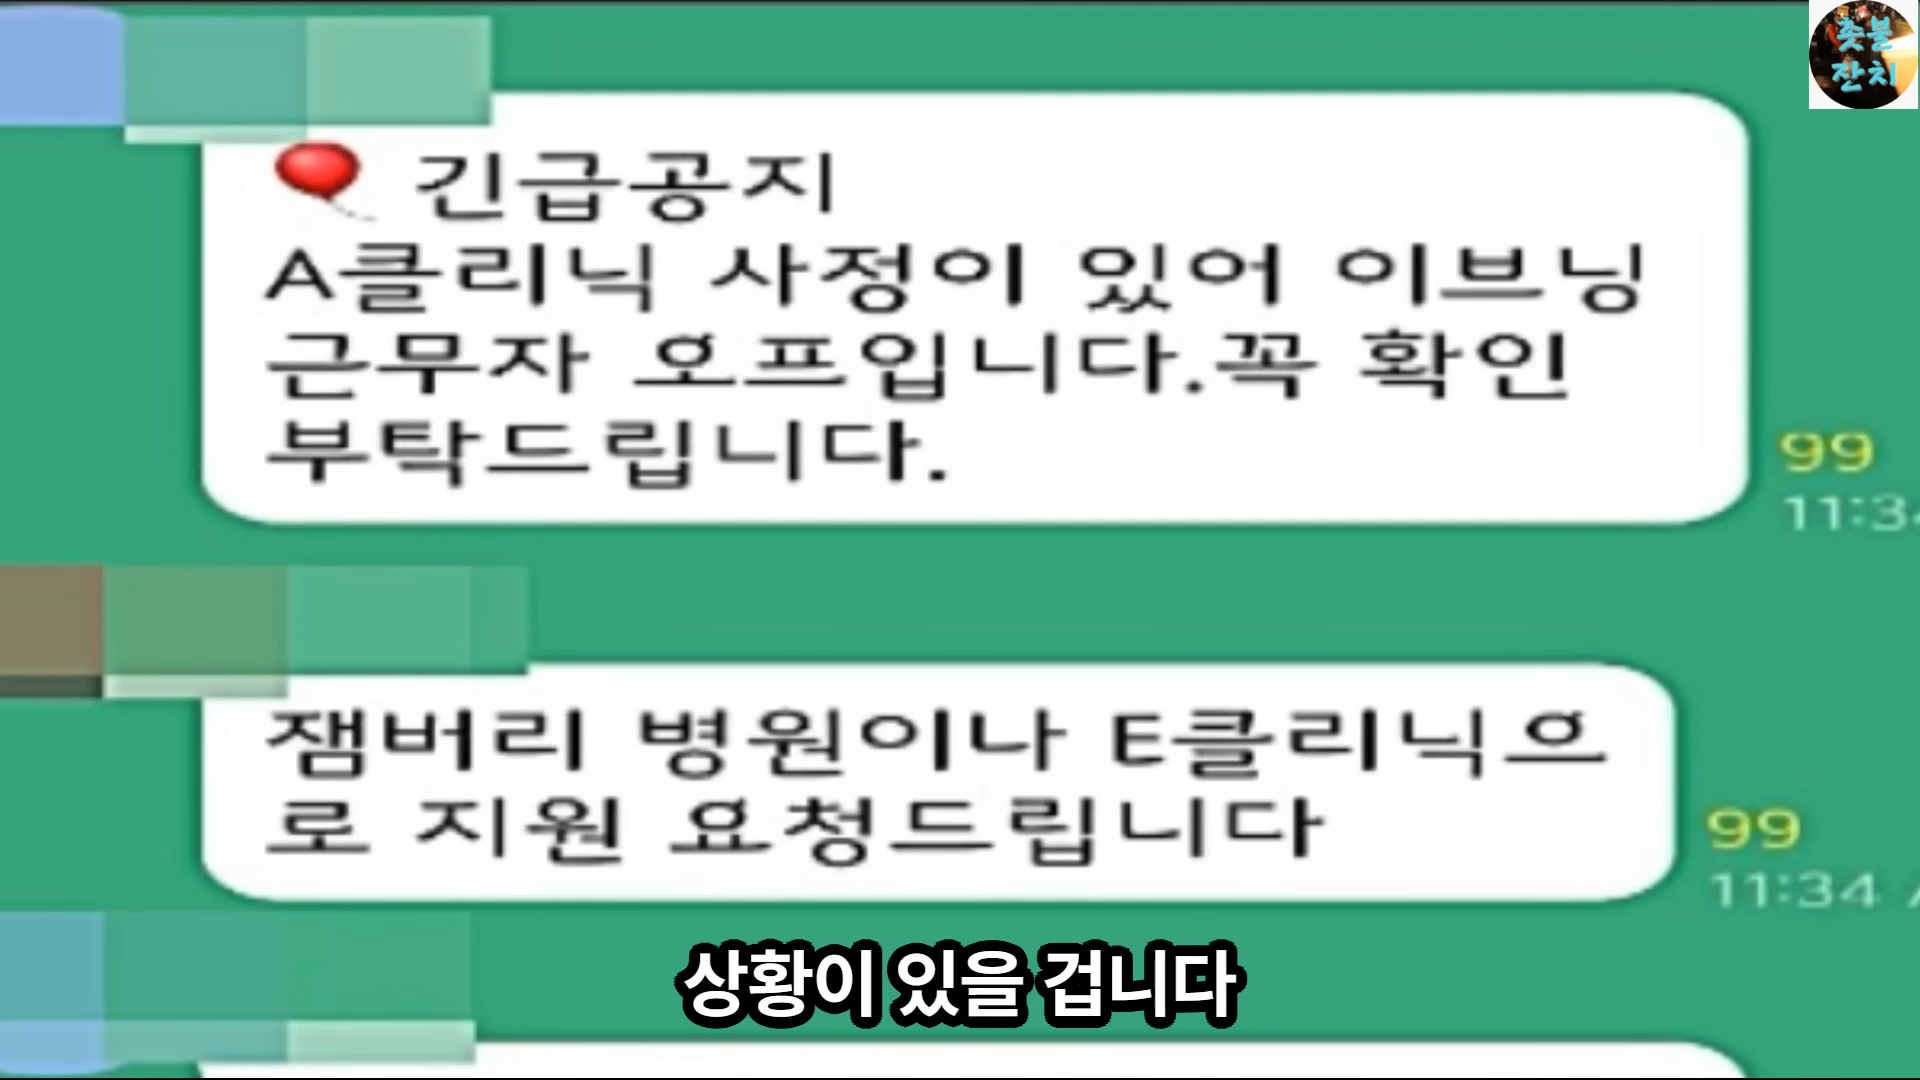 촛불
잔치
긴급공지
A클리닉 사정이 있어 이브닝
근무자 오프입니다.꼭 확인
부탁드립니다.
99
11:34
잼버리 병원이나 E클리닉으
로 지원 요청드립니다
99
11:34
상황이 있을 겁니다